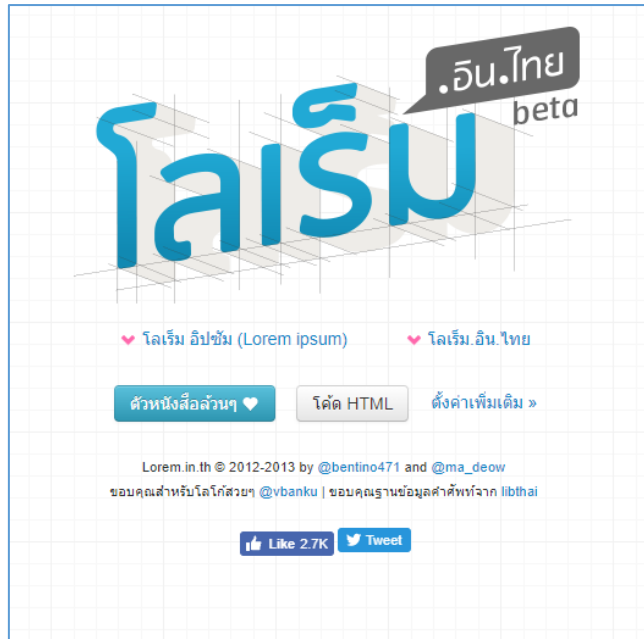 .อิน.ไทย
beta
โลเร็ม
โลเร็ม อิปซัม (Lorem ipsum)
โลเร็ม.อิน.ไทย
ตัวหนังสือล้วนๆ ♥
โค้ด HTML
ตั้งค่าเพิ่มเติม »
Lorem.in.th © 2012-2013 by @bentino471 and @ma_deow
ขอบคุณสำหรับโลโก้สวยๆ @vbanku | ขอบคุณฐานข้อมูลคำศัพท์จาก libthai
Like 2.7K
Tweet